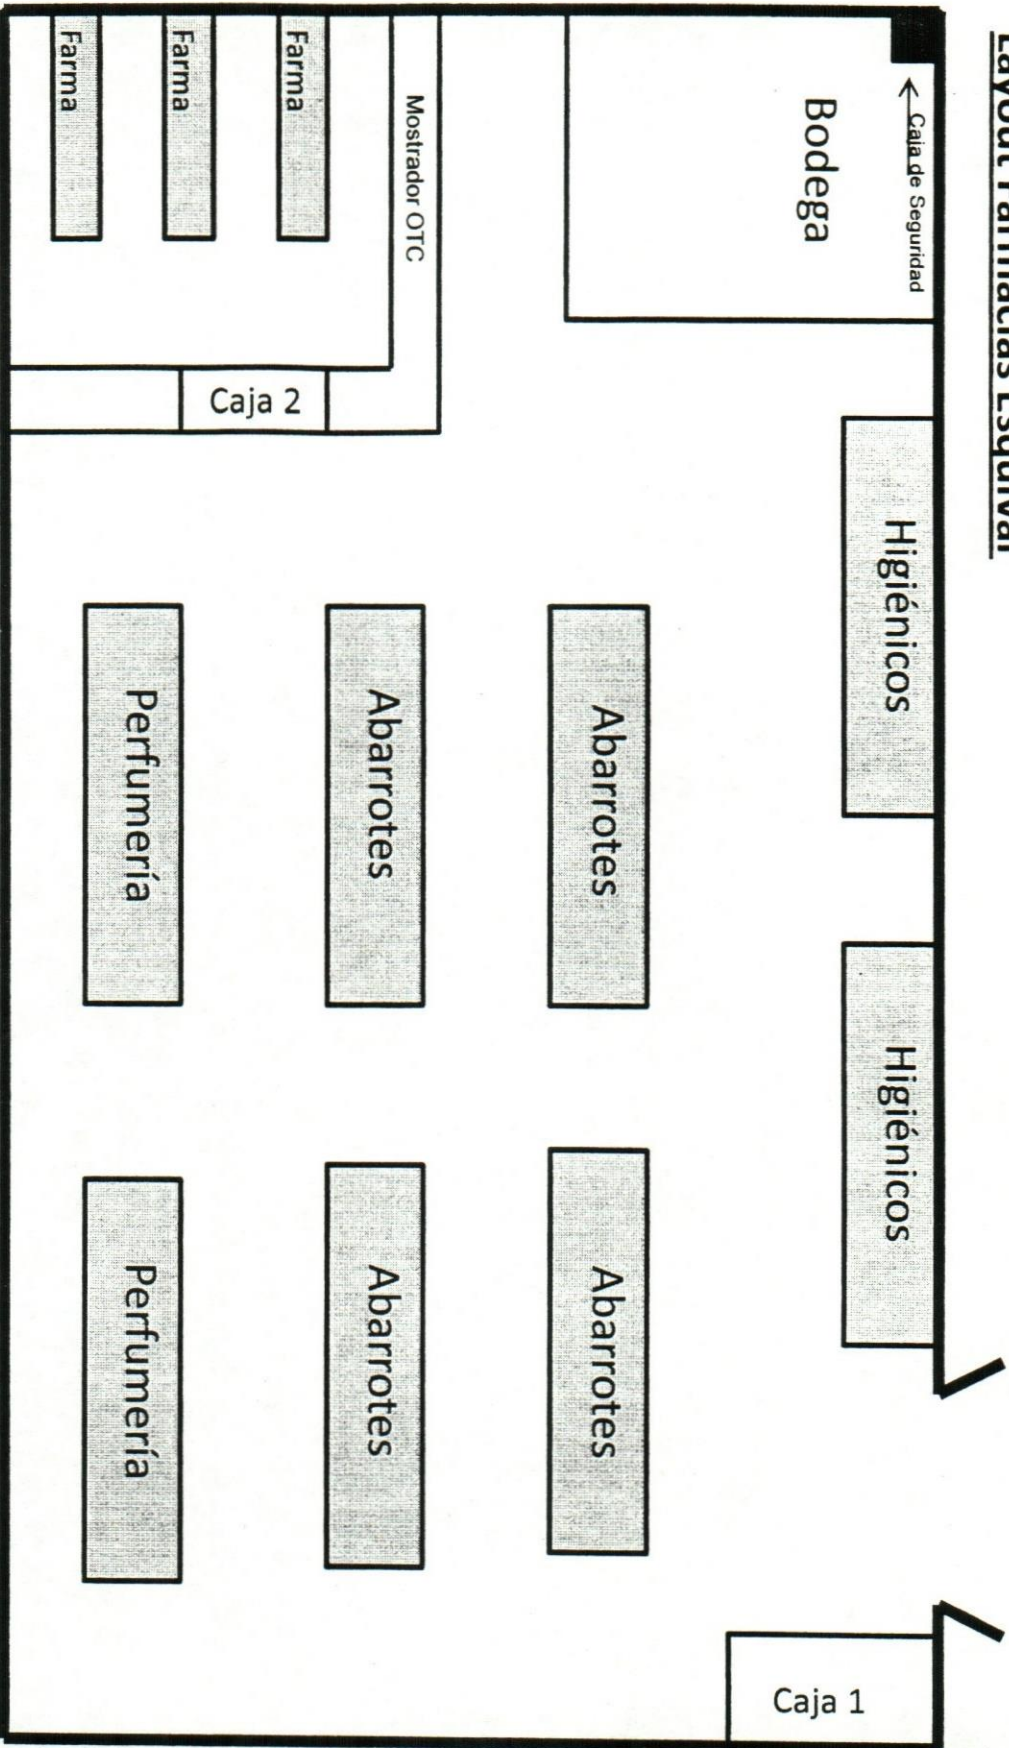 Layout Farmacias
Caja de Seguridad
Bodega
Higiénicos
Higiénicos
Caja 1
Abarrotes
Abarrotes
Mostrador OTC
Abarrotes
Abarrotes
Farma
Caja 2
Farma
Perfumería
Perfumería
Farma